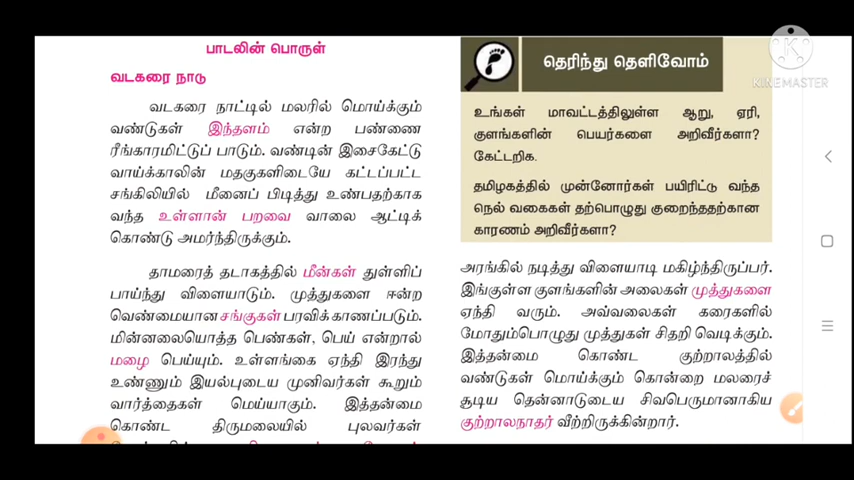 பாடலின் பொருள்
வடகரை நாடு
வடகரை நாட்டில் மலரில் மொய்க்கும்
வண்டுகள் இந்தளம் என்ற பண்ணை
ரீங்காரமிட்டுப் பாடும். வண்டின் இசைகேட்டு
வாய்க்காலின் மதகுகளிடையே கட்டப்பட்ட
சங்கிலியில் மீனைப் பிடித்து உண்பதற்காக
வந்த உள்ளான் பறவை வாலை ஆட்டிக்
கொண்டு அமர்ந்திருக்கும்.
தாமரைத் தடாகத்தில் மீன்கள் துள்ளிப்
பாய்ந்து விளையாடும். முத்துகளை ஈன்ற
வெண்மையான சங்குகள் பரவிக் காணப்படும்.
மின்னலையொத்த பெண்கள், பெய் என்றால்
மழை பெய்யும். உள்ளங்கை ஏந்தி இரந்து
உண்ணும் இயல்புடைய முனிவர்கள் கூறும்
வார்த்தைகள் மெய்யாகும். இத்தன்மை
கொண்ட திருமலையில் புலவர்கள்
தெரிந்து தெளிவோம்
உங்கள் மாவட்டத்திலுள்ள ஆறு, ஏரி,
குளங்களின் பெயர்களை அறிவீர்களா?
கேட்டறிக.
தமிழகத்தில் முன்னோர்கள் பயிரிட்டு வந்த
நெல் வகைகள் தற்பொழுது குறைந்ததற்கான
காரணம் அறிவீர்களா?
அரங்கில் நடித்து விளையாடி மகிழ்ந்திருப்பர்.
இங்குள்ள குளங்களின் அலைகள் முத்துகளை
ஏந்தி வரும். அவ்வலைகள் கரைகளில்
மோதும்பொழுது முத்துகள் சிதறி வெடிக்கும்.
இத்தன்மை கொண்ட குற்றாலத்தில்
வண்டுகள் மொய்க்கும் கொன்றை மலரைச்
சூடிய தென்னாடுடைய சிவபெருமானாகிய
குற்றாலநாதர் வீற்றிருக்கின்றார்.
KINEMASTER